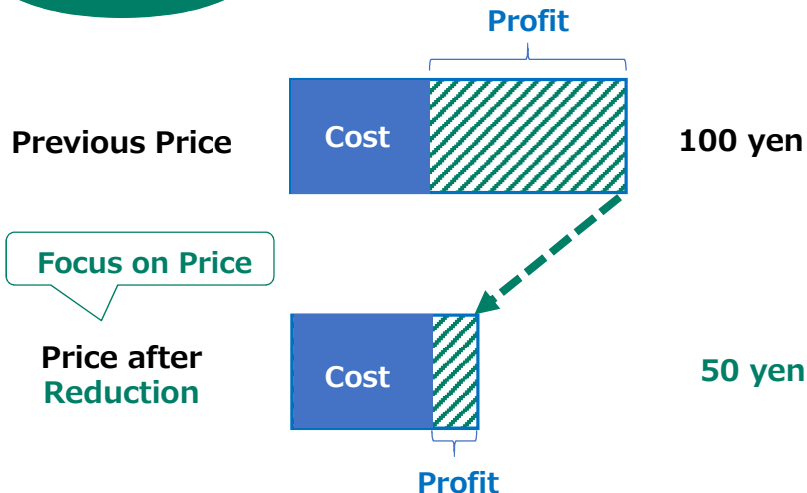 Profit
Previous Price
Cost
100 yen
Focus on Price
Price after
Reduction
Cost
50 yen
Profit